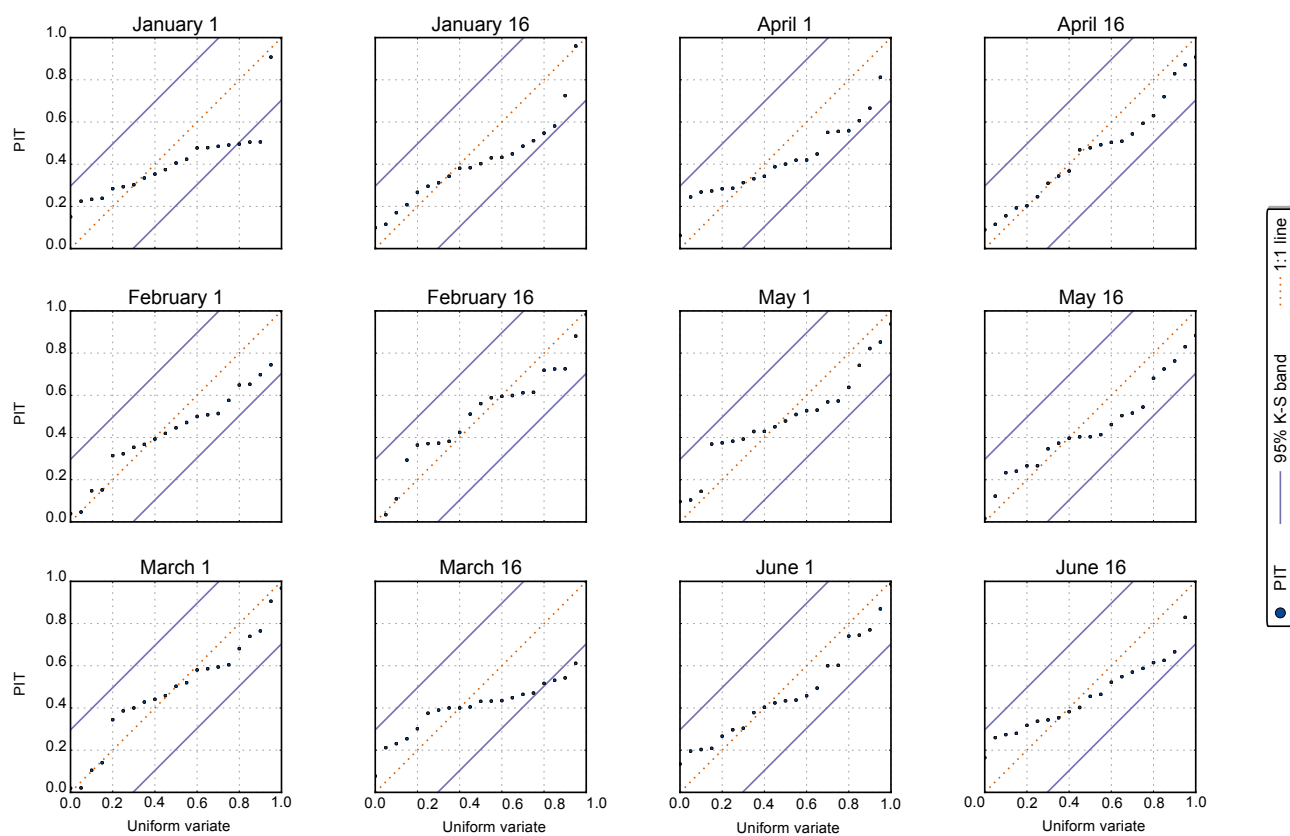 January 1
January 16
April 1
April 16
1.0
0.8
0.6
0.4
0.2
0.0
PIT
February 1
February 16
May 1
May 16
1.0
0.8
0.6
0.4
0.2
0.0
PIT
March 1
March 16
June 1
June 16
1.0
0.8
0.6
0.4
0.2
0.0
PIT
0.0 0.2 0.4 0.6 0.8 1.0
0.0 0.2 0.4 0.6 0.8 1.0
0.0 0.2 0.4 0.6 0.8 1.0
0.0 0.2 0.4 0.6 0.8 1.0
Uniform variate
Uniform variate
Uniform variate
Uniform variate
PIT
95% K-S band
1:1 line